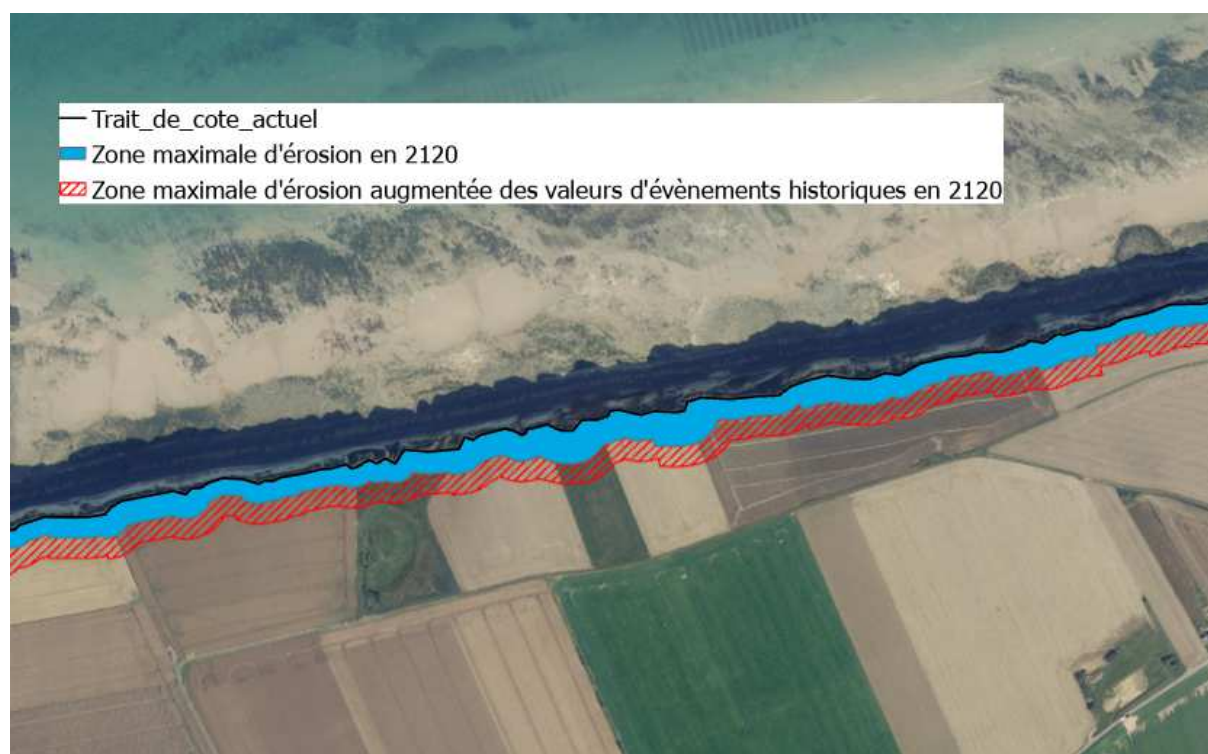 Trait_de_cote_actuel
Zone maximale d'érosion en 2120
Zone maximale d'érosion augmentée des valeurs d'évènements historiques en 2120